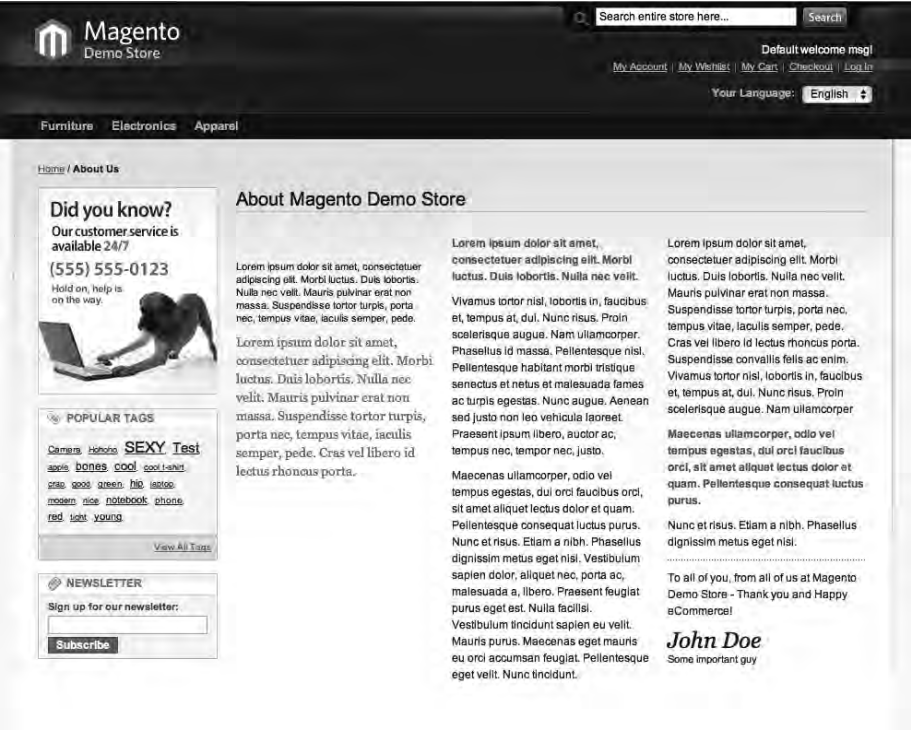 Magento
Demo Store
Search entire store here...
Search
Default welcome msg!
My Account | My Wishlist | My Cart | Checkout | Log In
Your Language: English
Furniture Electronics Apparel
Home / About Us
Did you know?
Our customer service is
available 24/7
(555) 555-0123
Hold on, help is
on the way.
POPULAR TAGS
Camera Hohoho SEXY Test
apple bones cool cool t-shirt
crap good green hip laptop
modern nice notebook phone
red tight young
View All Tags
NEWSLETTER
Sign up for our newsletter:
Subscribe
About Magento Demo Store
Lorem ipsum dolor sit amet, consectetuer
adipiscing elit. Morbi luctus. Duis lobortis.
Nulla nec velit. Mauris pulvinar erat non
massa. Suspendisse tortor turpis, porta
nec, tempus vitae, iaculis semper, pede.
Lorem ipsum dolor sit amet,
consectetuer adipiscing elit. Morbi
luctus. Duis lobortis. Nulla nec
velit. Mauris pulvinar erat non
massa. Suspendisse tortor turpis,
porta nec, tempus vitae, iaculis
semper, pede. Cras vel libero id
lectus rhoncus porta.
Lorem ipsum dolor sit amet,
consectetuer adipiscing elit. Morbi
luctus. Duis lobortis. Nulla nec velit.
Vivamus tortor nisl, lobortis in, faucibus
et, tempus at, dui. Nunc risus. Proin
scelerisque augue. Nam ullamcorper.
Phasellus id massa. Pellentesque nisl.
Pellentesque habitant morbi tristique
senectus et netus et malesuada fames
ac turpis egestas. Nunc augue. Aenean
sed justo non leo vehicula laoreet.
Praesent ipsum libero, auctor ac,
tempus nec, tempor nec, justo.
Maecenas ullamcorper, odio vel
tempus egestas, dui orci faucibus orci,
sit amet aliquet lectus dolor et quam.
Pellentesque consequat luctus purus.
Nunc et risus. Etiam a nibh. Phasellus
dignissim metus eget nisi. Vestibulum
sapien dolor, aliquet nec, porta ac,
malesuada a, libero. Praesent feugiat
purus eget est. Nulla facilisi.
Vestibulum tincidunt sapien eu velit.
Mauris purus. Maecenas eget mauris
eu orci accumsan feugiat. Pellentesque
eget velit. Nunc tincidunt.
Lorem ipsum dolor sit amet,
consectetuer adipiscing elit. Morbi
luctus. Duis lobortis. Nulla nec velit.
Mauris pulvinar erat non massa.
Suspendisse tortor turpis, porta nec,
tempus vitae, iaculis semper, pede.
Cras vel libero id lectus rhoncus porta.
Suspendisse convallis felis ac enim.
Vivamus tortor nisl, lobortis in, faucibus
et, tempus at, dui. Nunc risus. Proin
scelerisque augue. Nam ullamcorper
Maecenas ullamcorper, odio vel
tempus egestas, dui orci faucibus
orci, sit amet aliquet lectus dolor et
quam. Pellentesque consequat luctus
purus.
Nunc et risus. Etiam a nibh. Phasellus
dignissim metus eget nisi.
To all of you, from all of us at Magento
Demo Store - Thank you and Happy
eCommerce!
John Doe
Some important guy